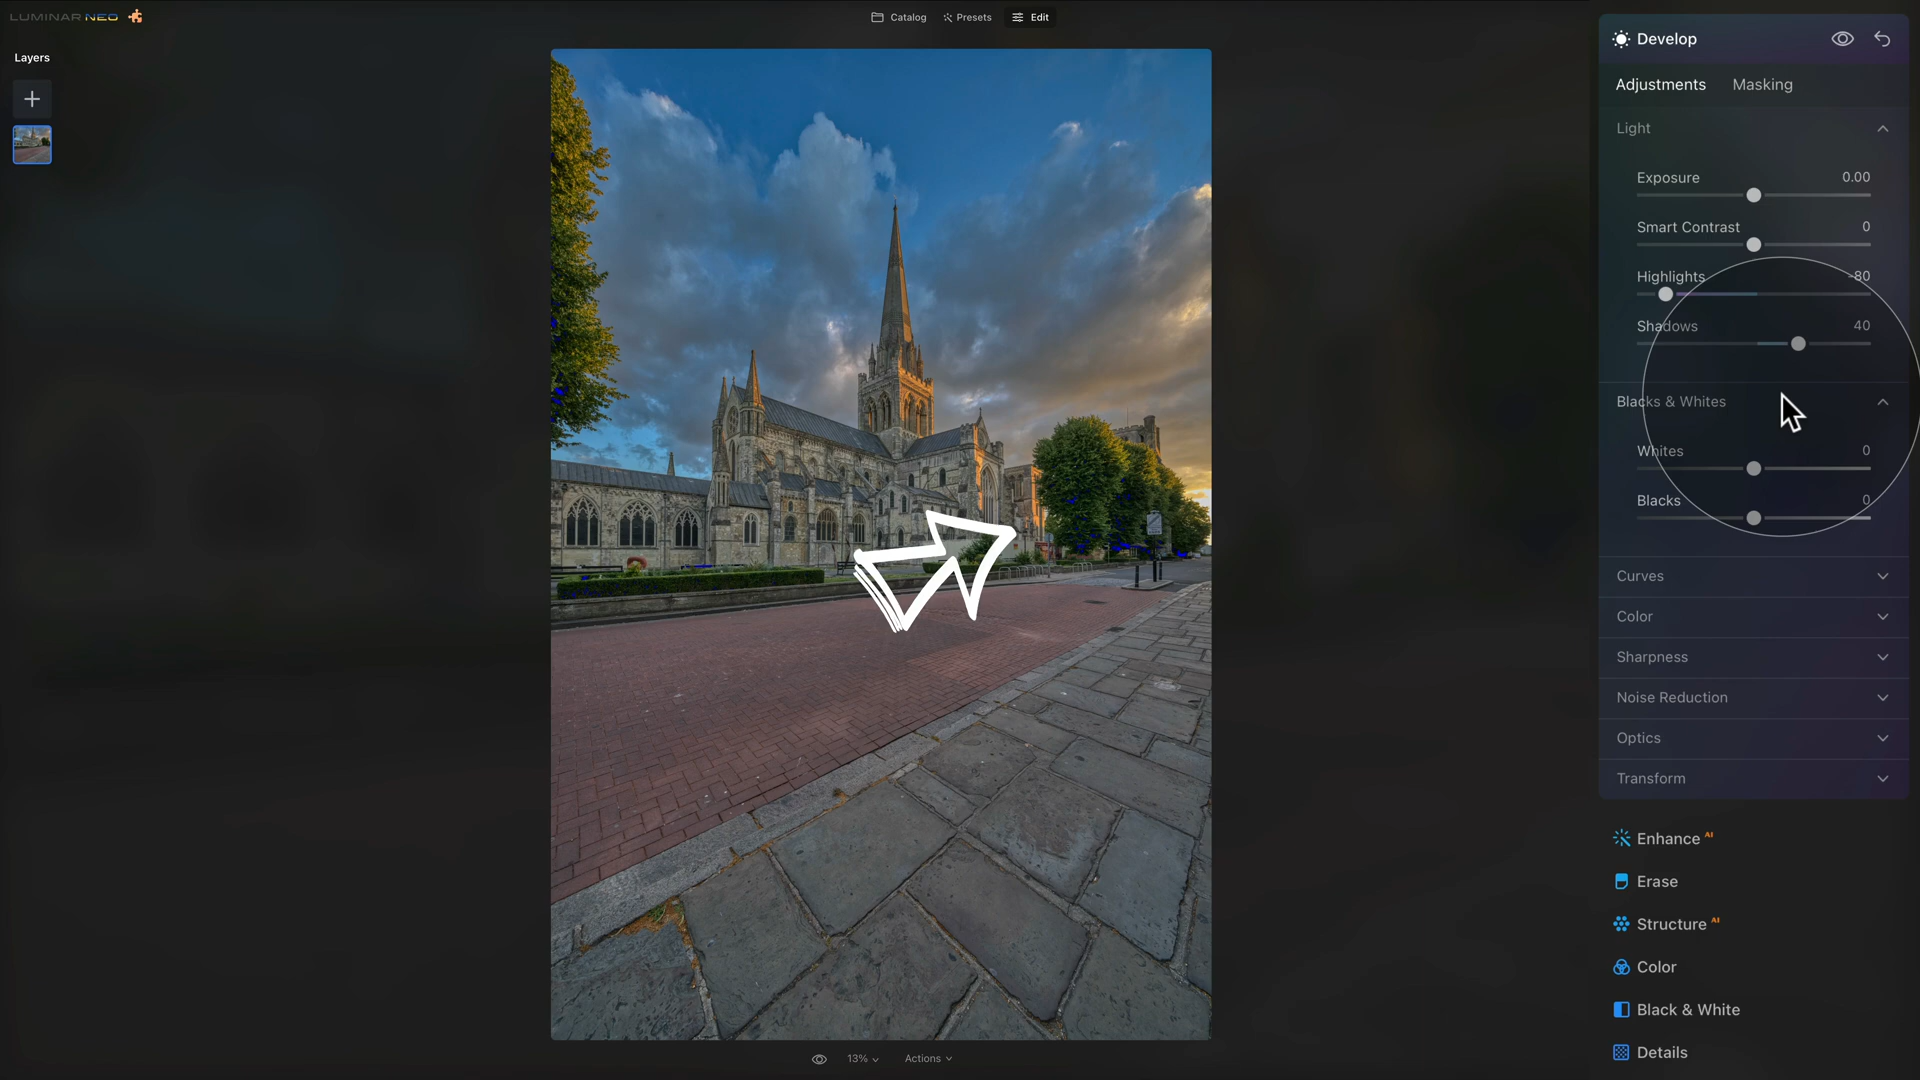 LUMINAR NEO
Catalog
Presets
Edit
Layers
Develop
Adjustments
Masking
Light
Exposure 0.00
Smart Contrast 0
Highlights -80
Shadows 40
Blacks & Whites
Whites 0
Blacks 0
Curves
Color
Sharpness
Noise Reduction
Optics
Transform
Enhance AI
Erase
Structure AI
Color
Black & White
Details
13%
Actions